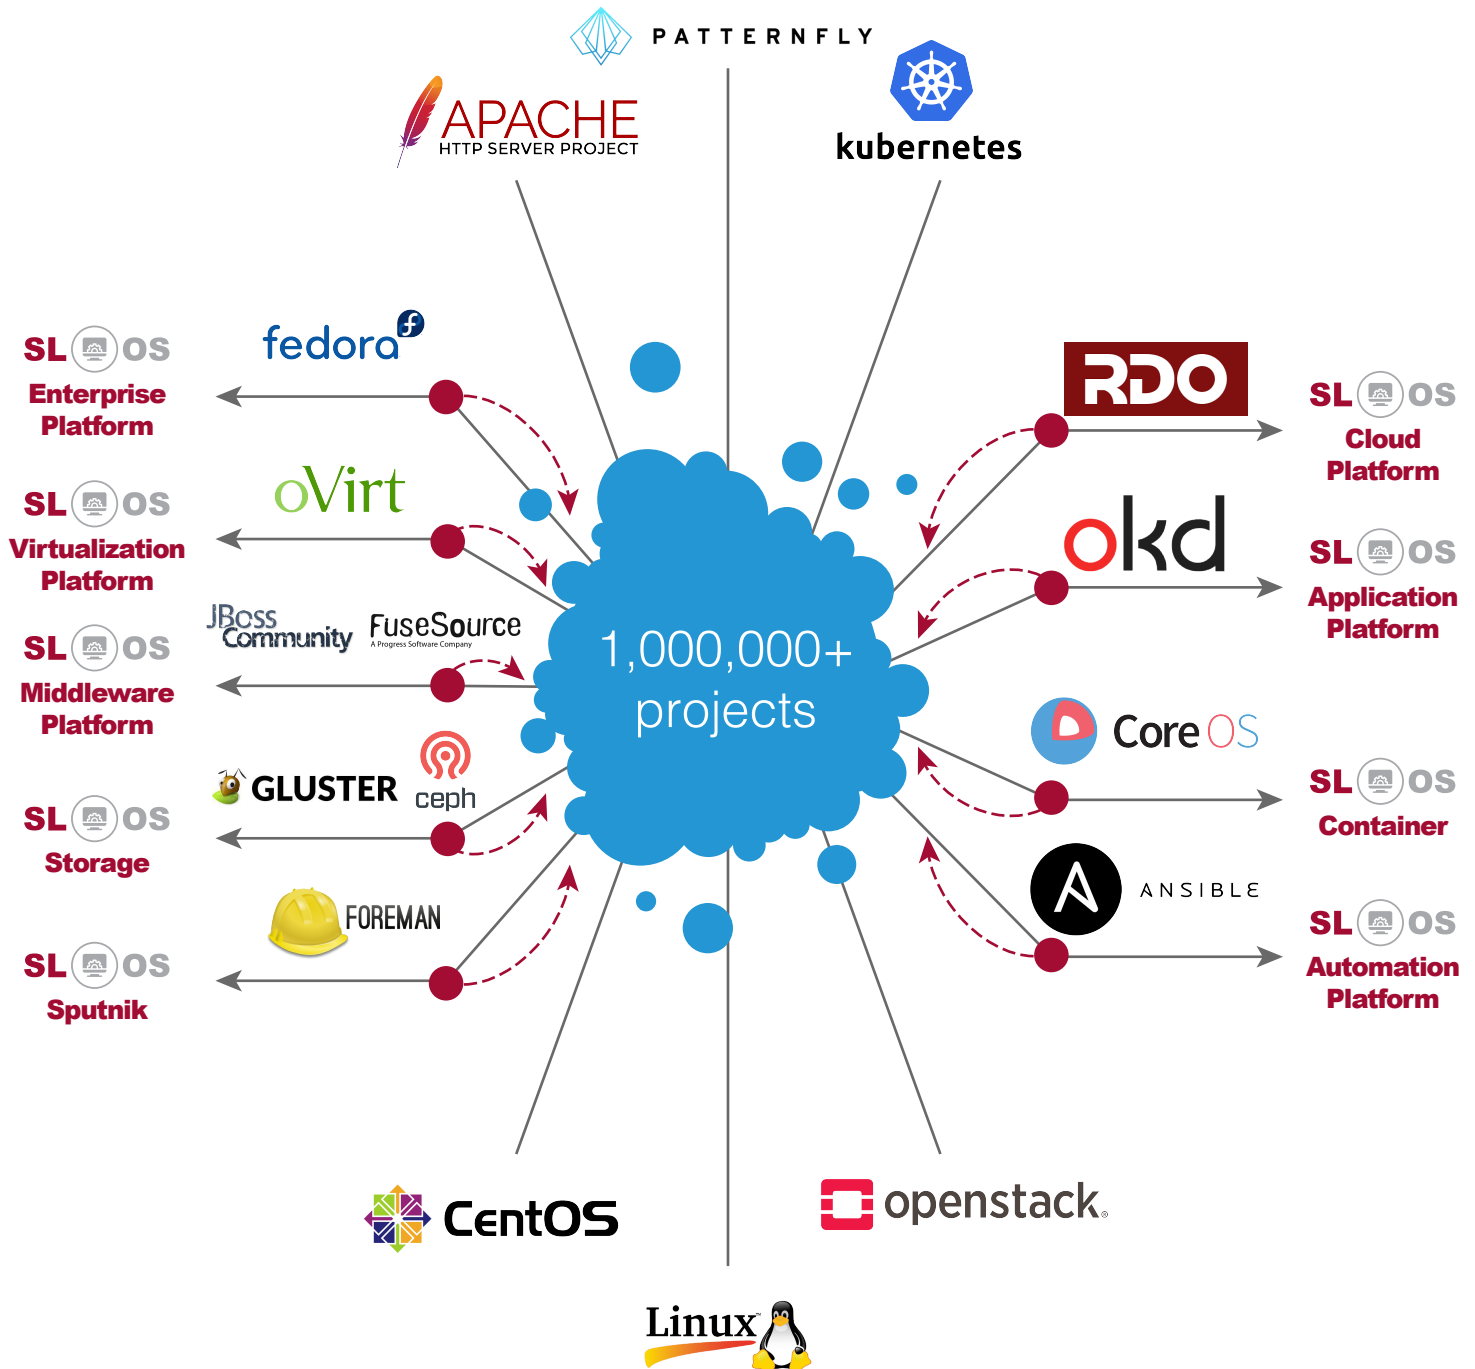 PATTERNFLY
APACHE
HTTP SERVER PROJECT
kubernetes
SL OS
Enterprise
Platform
fedora
SL OS
Virtualization
Platform
oVirt
SL OS
Middleware
Platform
JBoss
Community
FuseSource
A Progress Software Company
SL OS
Storage
GLUSTER
ceph
SL OS
Sputnik
FOREMAN
1,000,000+
projects
RDO
SL OS
Cloud
Platform
okd
SL OS
Application
Platform
Core OS
SL OS
Container
ANSIBLE
SL OS
Automation
Platform
CentOS
openstack®
Linux™